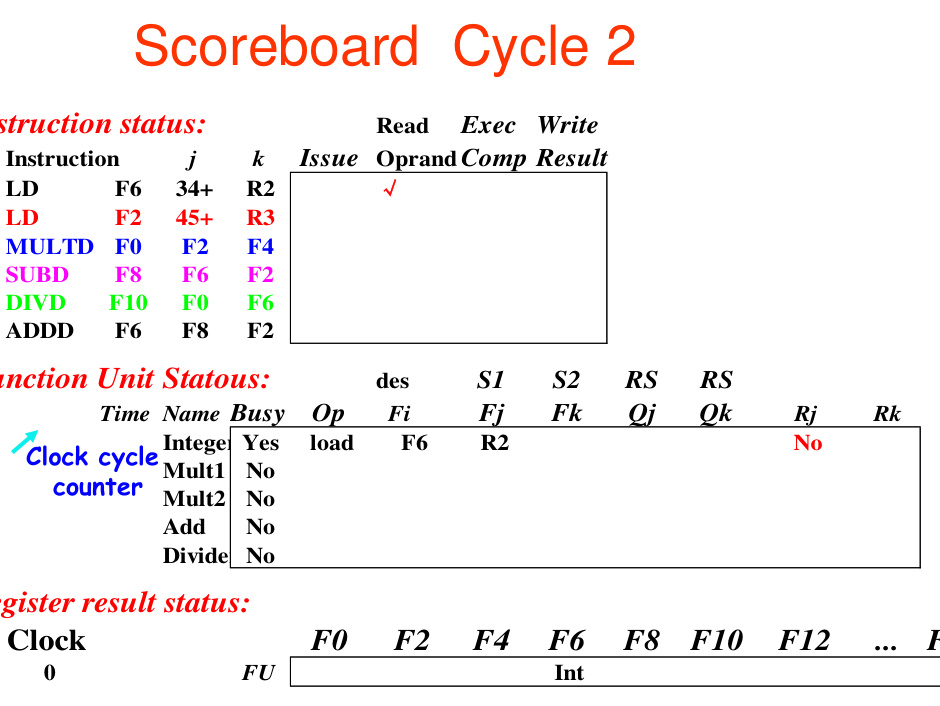 Scoreboard Cycle 2
struction status: Read Exec Write
Instruction j k Issue Oprand Comp Result
LD F6 34+ R2 √
LD F2 45+ R3
MULTD F0 F2 F4
SUBD F8 F6 F2
DIVD F10 F0 F6
ADDD F6 F8 F2
unction Unit Statous: des S1 S2 RS RS
Time Name Busy Op Fi Fj Fk Qj Qk Rj Rk
Integer Yes load F6 R2 No
Clock cycle
counter
Mult1 No
Mult2 No
Add No
Divide No
gister result status:
Clock F0 F2 F4 F6 F8 F10 F12 ... F
0 FU Int